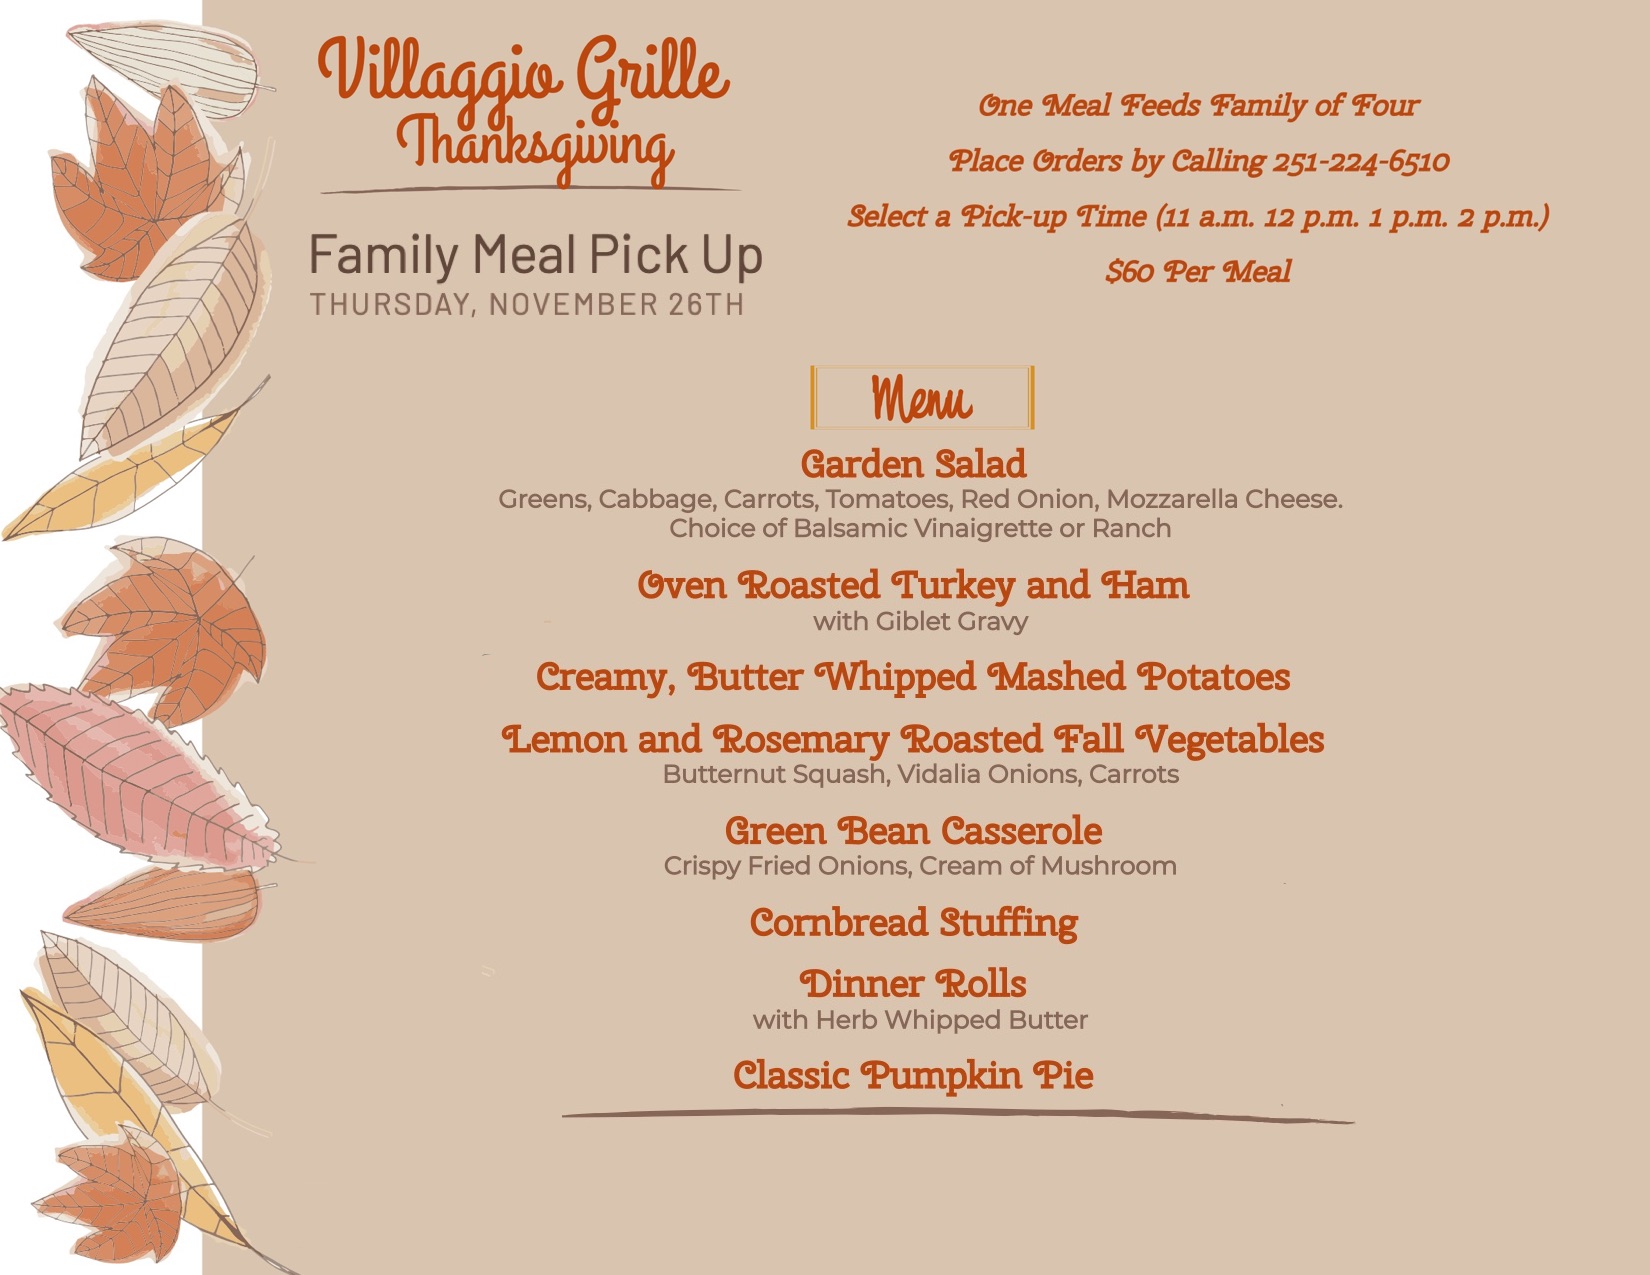 Villaggio Grille
Thanksgiving
Family Meal Pick Up
THURSDAY, NOVEMBER 26TH
One Meal Feeds Family of Four
Place Orders by Calling 251-224-6510
Select a Pick-up Time (11 a.m. 12 p.m. 1 p.m. 2 p.m.)
$60 Per Meal
Menu
Garden Salad
Greens, Cabbage, Carrots, Tomatoes, Red Onion, Mozzarella Cheese.
Choice of Balsamic Vinaigrette or Ranch
Oven Roasted Turkey and Ham
with Giblet Gravy
Creamy, Butter Whipped Mashed Potatoes
Lemon and Rosemary Roasted Fall Vegetables
Butternut Squash, Vidalia Onions, Carrots
Green Bean Casserole
Crispy Fried Onions, Cream of Mushroom
Cornbread Stuffing
Dinner Rolls
with Herb Whipped Butter
Classic Pumpkin Pie